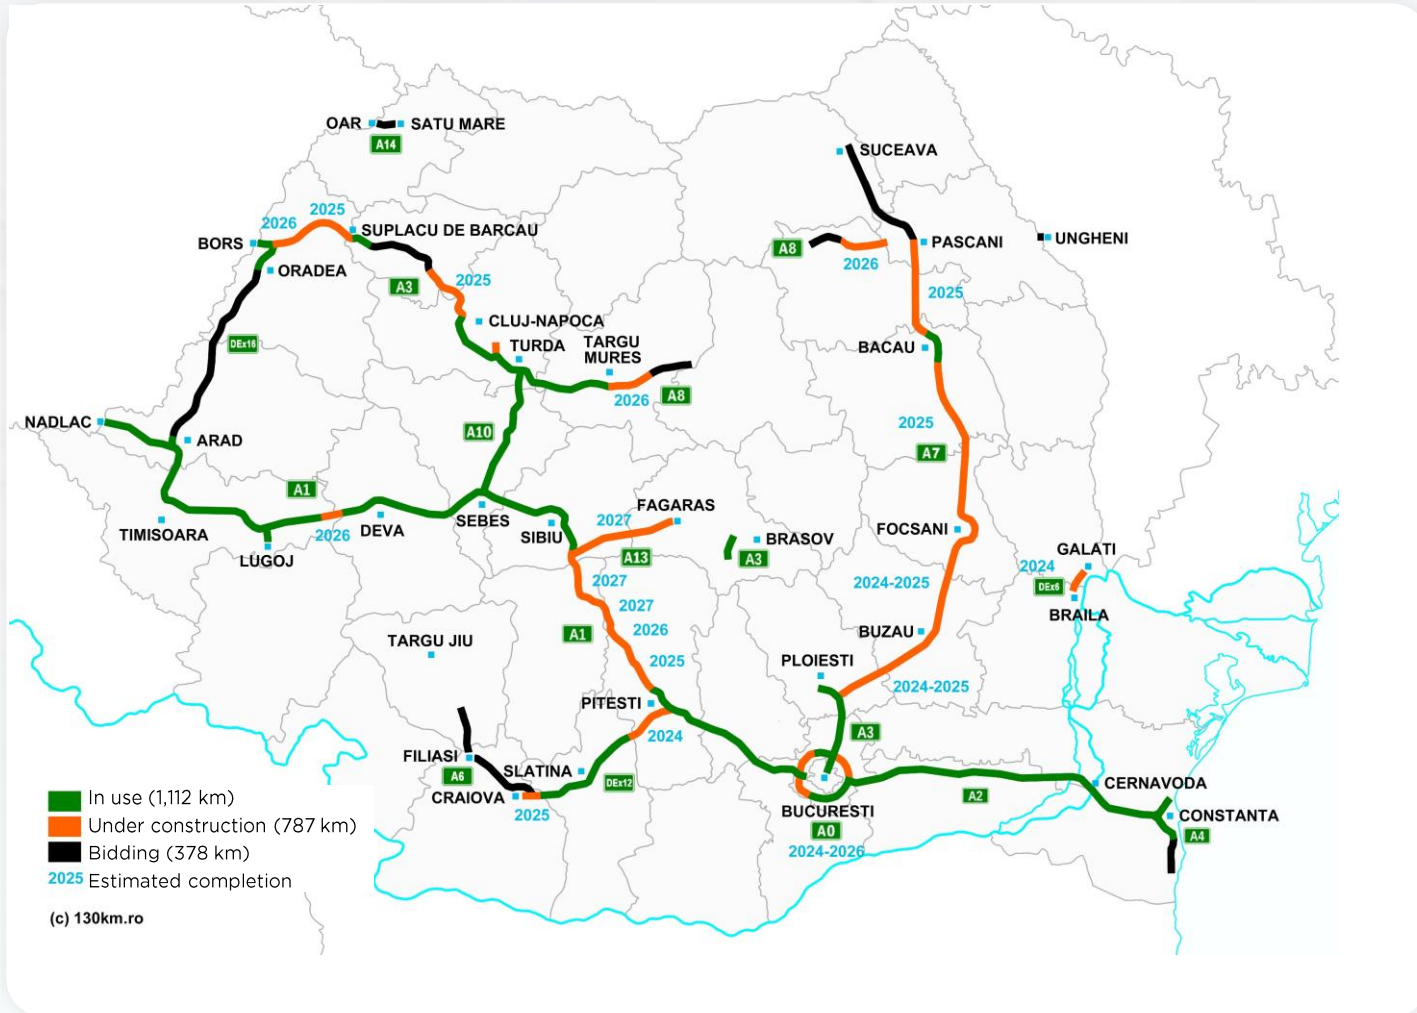 OAR
SATU MARE
A14
SUCEAVA
2025
2026
SUPLACU DE BARCAU
BORS
ORADEA
A8
PASCANI
UNGHENI
2026
A3
2025
2025
CLUJ-NAPOCA
DEx16
TURDA
TARGU
MURES
BACAU
2026
A8
NADLAC
ARAD
A10
2025
A7
A1
TIMISOARA
2026
DEVA
SEBES
SIBIU
FAGARAS
2027
A13
LUGOJ
BRASOV
A3
FOCSANI
GALATI
2024
DEx6
BRAILA
2027
2027
2026
2025
A1
2024-2025
TARGU JIU
BUZAU
PLOIESTI
2024-2025
PITESTI
2024
A3
FILIASI
A6
SLATINA
DEx12
CRAIOVA
2025
BUCURESTI
A0
2024-2026
A2
CERNAVODA
CONSTANTA
A4
In use (1,112 km)
Under construction (787 km)
Bidding (378 km)
2025 Estimated completion
(c) 130km.ro